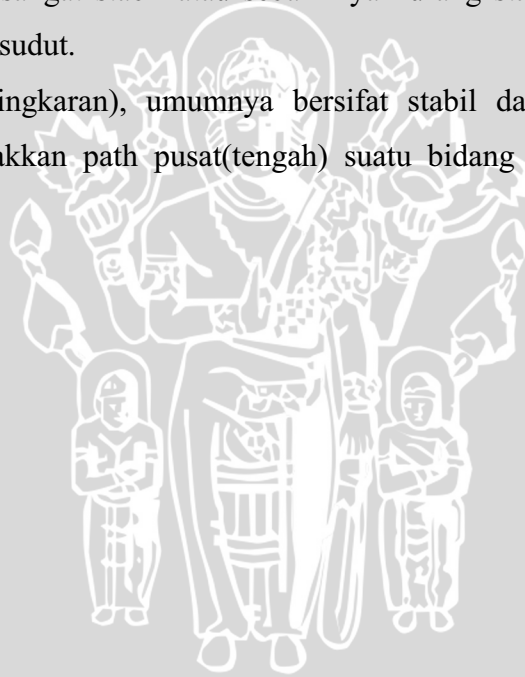 sudut.
ingkaran), umumnya bersifat stabil da
akkan path pusat(tengah) suatu bidang